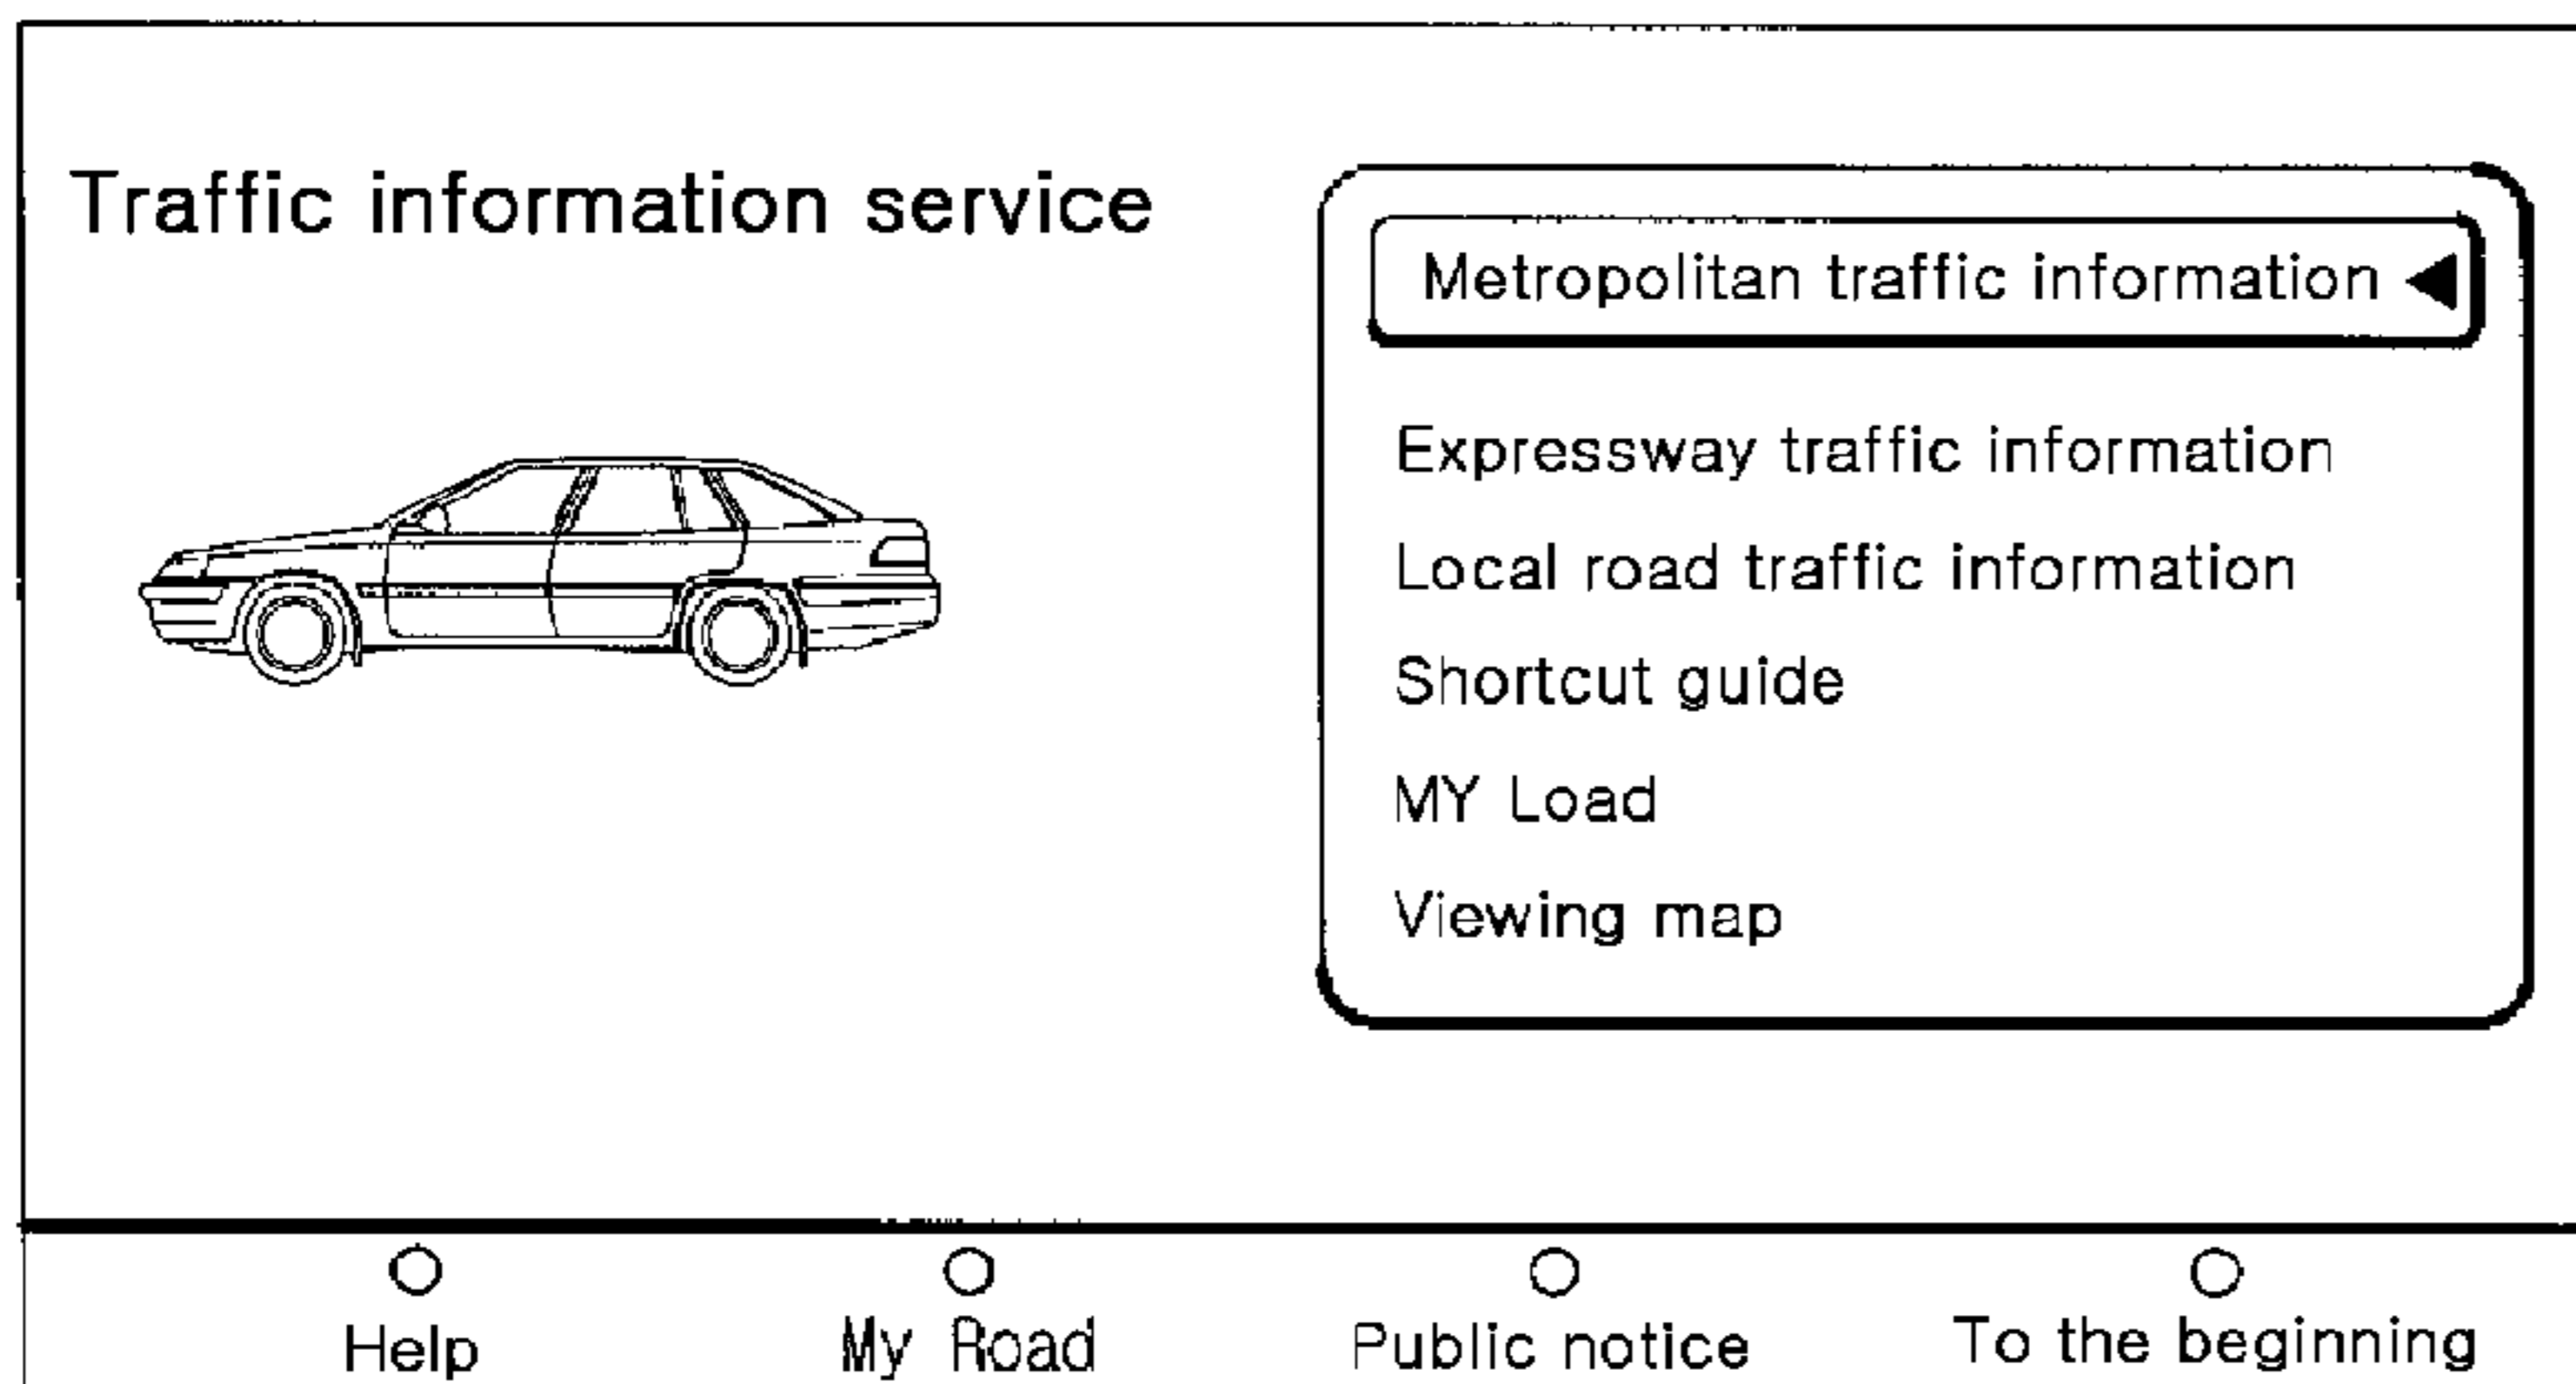 Traffic information service
Metropolitan traffic information
Expressway traffic information
Local road traffic information
Shortcut guide
MY Load
Viewing map
Help
My Road
Public notice
To the beginning